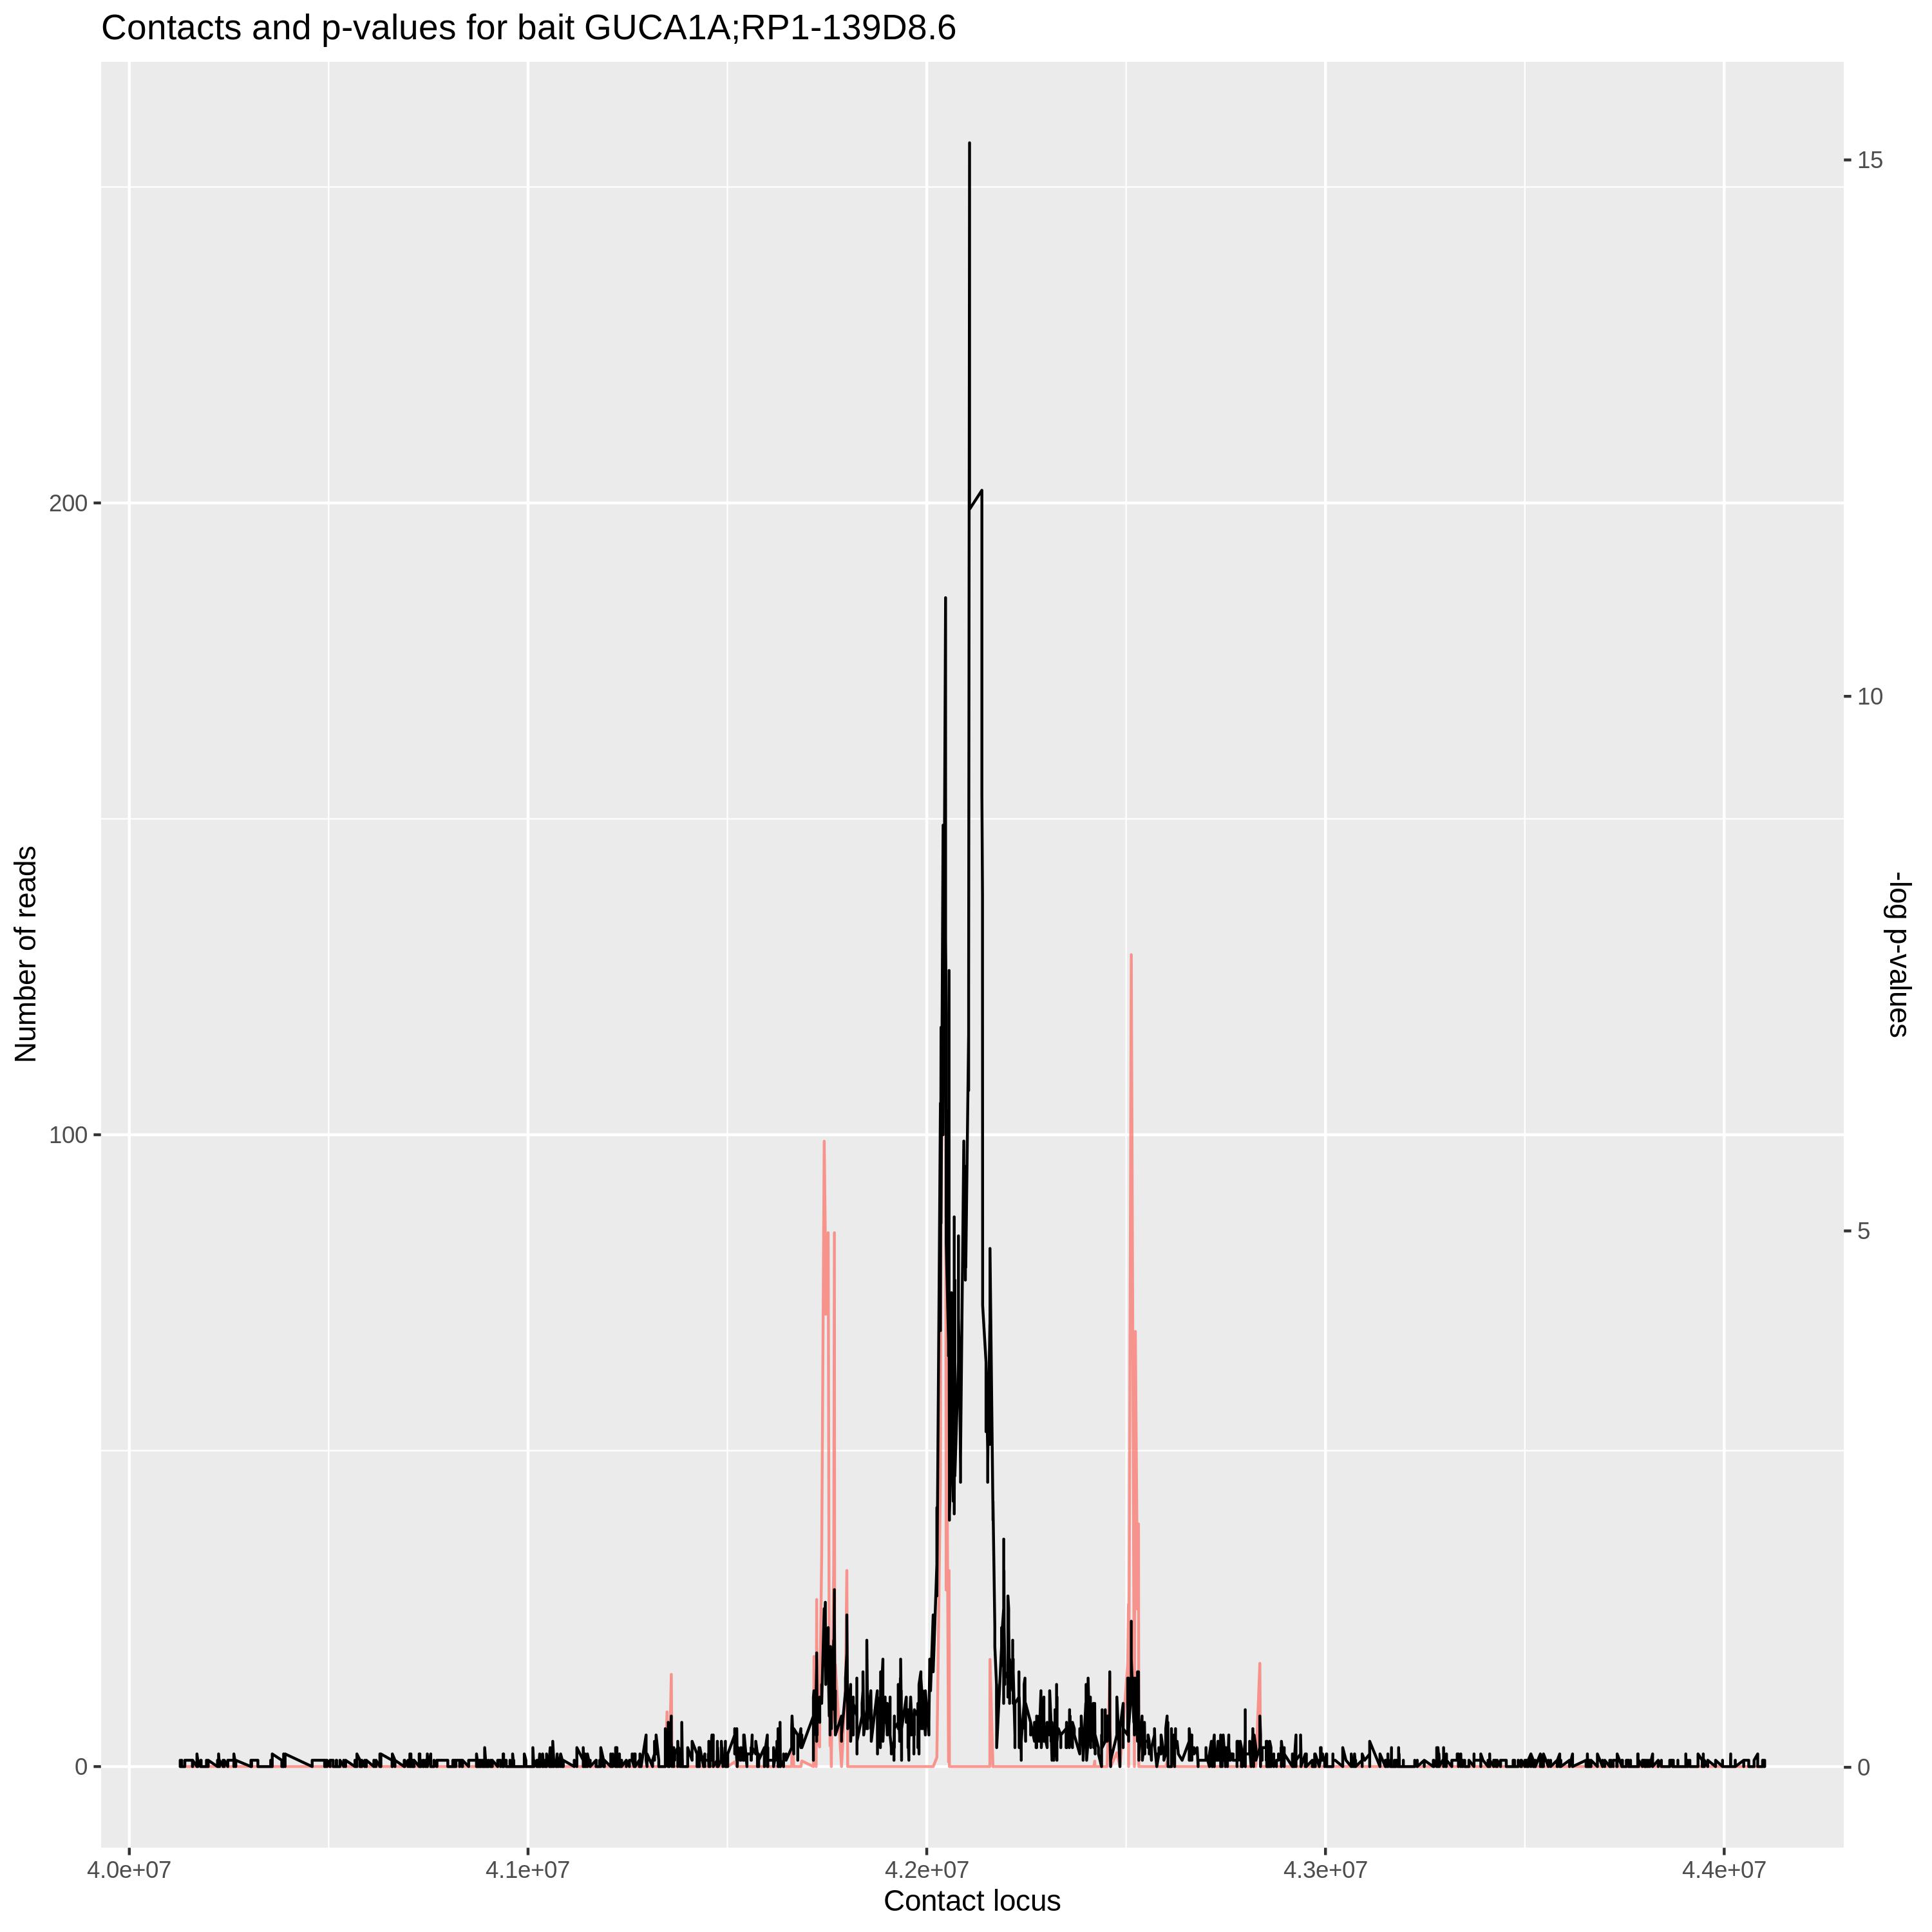 Contacts and p-values for bait GUCA1A;RP1-139D8.6
Number of reads
200
100
0
15
10
5
0
-log p-values
4.0e+07
4.1e+07
4.2e+07
4.3e+07
4.4e+07
Contact locus